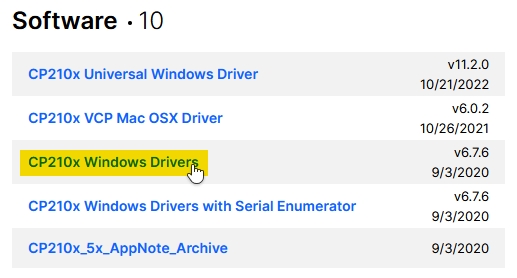 Software • 10
CP210x Universal Windows Driver
v11.2.0
10/21/2022
CP210x VCP Mac OSX Driver
v6.0.2
10/26/2021
CP210x Windows Drivers
v6.7.6
9/3/2020
CP210x Windows Drivers with Serial Enumerator
v6.7.6
9/3/2020
CP210x_5x_AppNote_Archive
9/3/2020